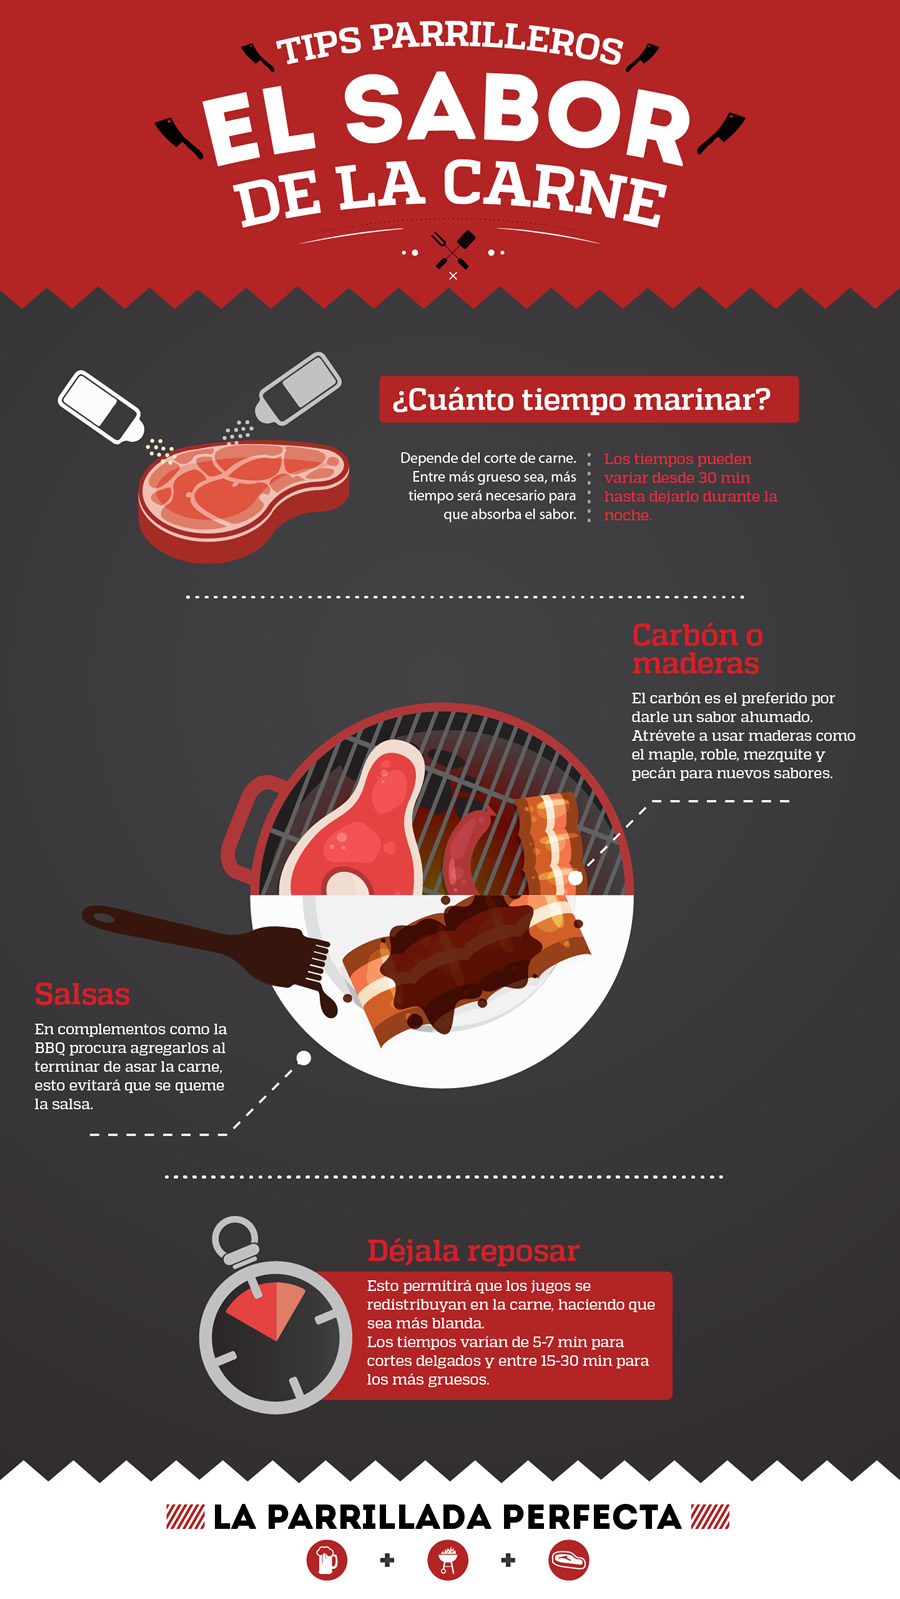 TIPS PARRILLEROS
EL SABOR
DE LA CARNE
¿Cuánto tiempo marinar?
Depende del corte de carne.
Entre más grueso sea, más
tiempo será necesario para
que absorba el sabor.
Los tiempos pueden
variar desde 30 min
hasta dejarlo durante la
noche.
Carbón o
maderas
El carbón es el preferido por
darle un sabor ahumado.
Atrévete a usar maderas como
el maple, roble, mezquite y
pecán para nuevos sabores.
Salsas
En complementos como la
BBQ procura agregarlos al
terminar de asar la carne,
esto evitará que se queme
la salsa.
Déjala reposar
Esto permitirá que los jugos se
redistribuyan en la carne, haciendo que
sea más blanda.
Los tiempos varían de 5-7 min para
cortes delgados y entre 15-30 min para
los más gruesos.
LA PARRILLADA PERFECTA